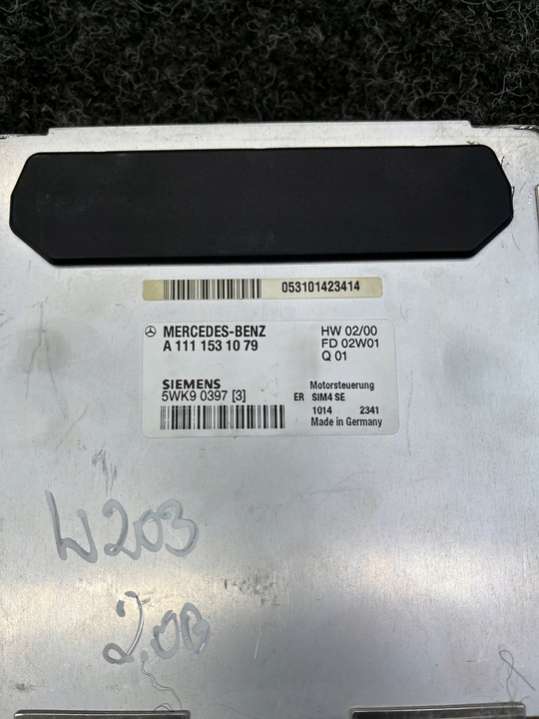 053101423414
MERCEDES-BENZ
A 111 153 10 79
HW 02/00
FD 02W01
Q 01
SIEMENS
5WK9 0397 [3]
Motorsteuerung
ER SIM4 SE
1014 2341
Made in Germany
W203
2,0B